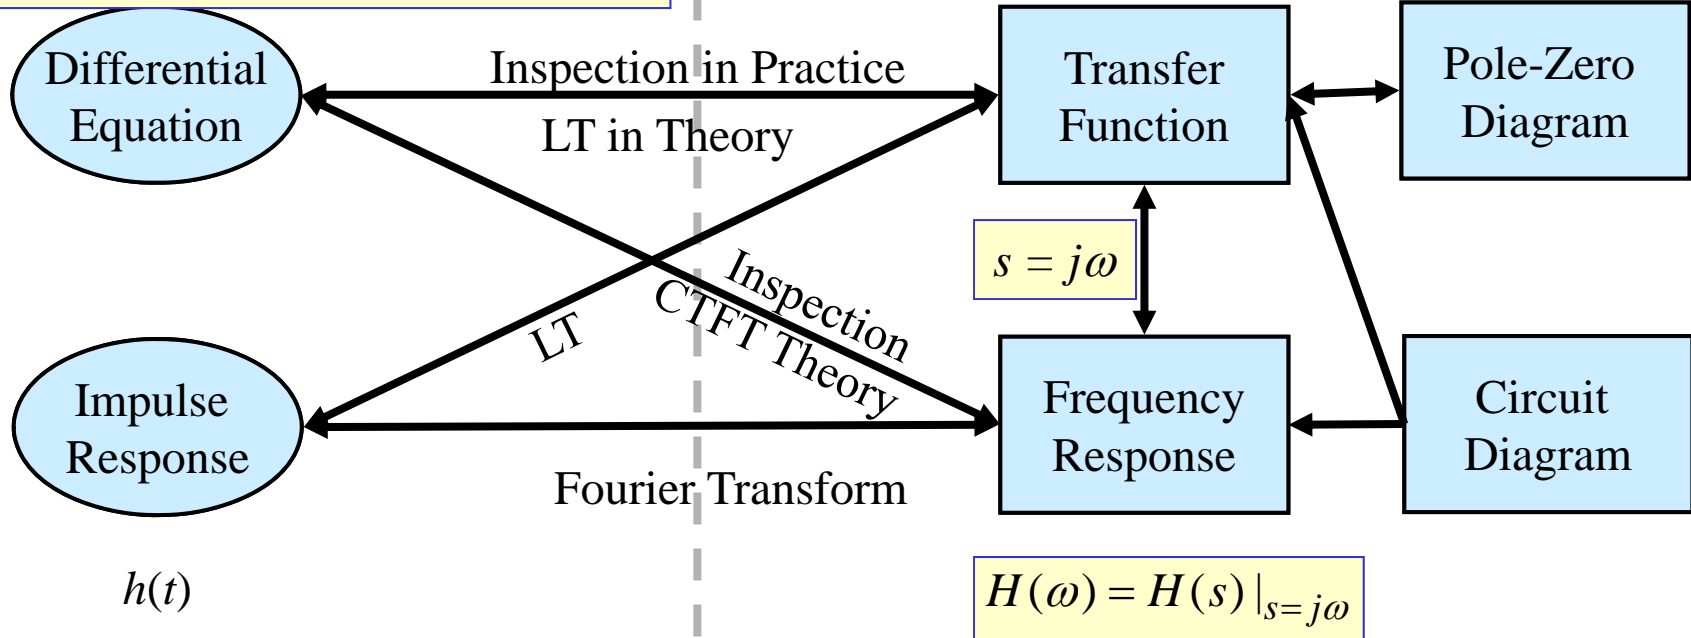 Differential
Equation
Inspection in Practice
LT in Theory
Transfer
Function
Pole-Zero
Diagram
s = jω
Inspection
CTFT Theory
LT
Impulse
Response
Fourier Transform
Frequency
Response
Circuit
Diagram
h(t)
H(ω) = H(s)|s=jω